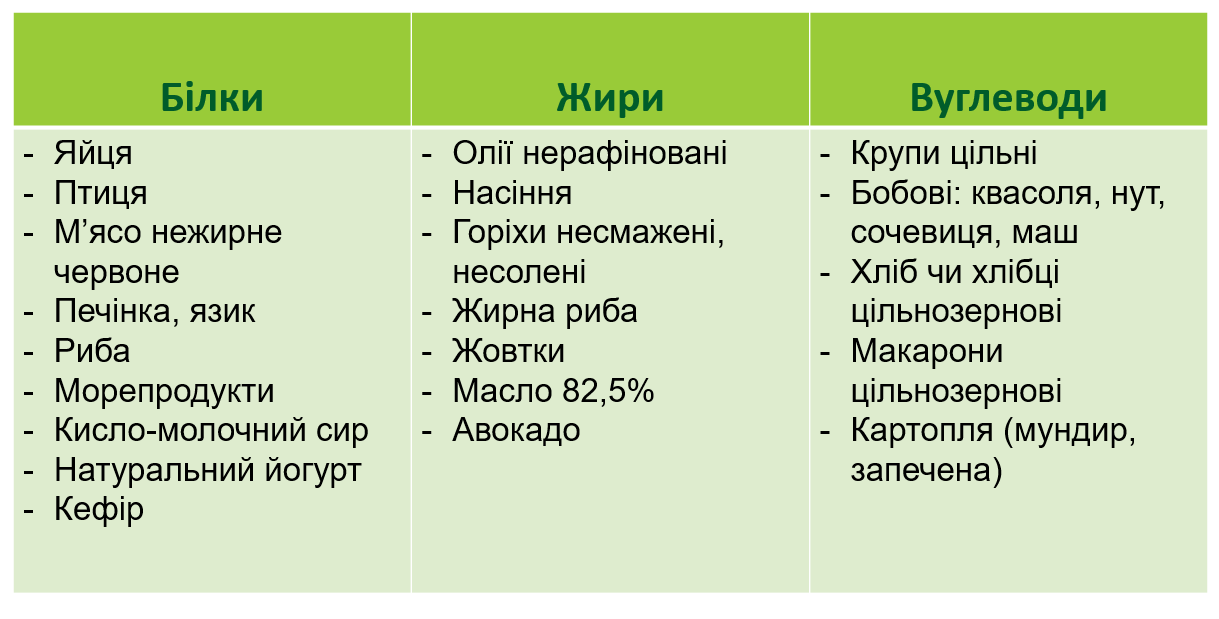 Білки
Жири
Вуглеводи
- Яйця
- Птиця
- М’ясо нежирне
червоне
- Печінка, язик
- Риба
- Морепродукти
- Кисло-молочний сир
- Натуральний йогурт
- Кефір
- Олії нерафіновані
- Насіння
- Горіхи несмажені,
несолені
- Жирна риба
- Жовтки
- Масло 82,5%
- Авокадо
- Крупи цільні
- Бобові: квасоля, нут,
сочевиця, маш
- Хліб чи хлібці
цільнозернові
- Макарони
цільнозернові
- Картопля (мундир,
запечена)